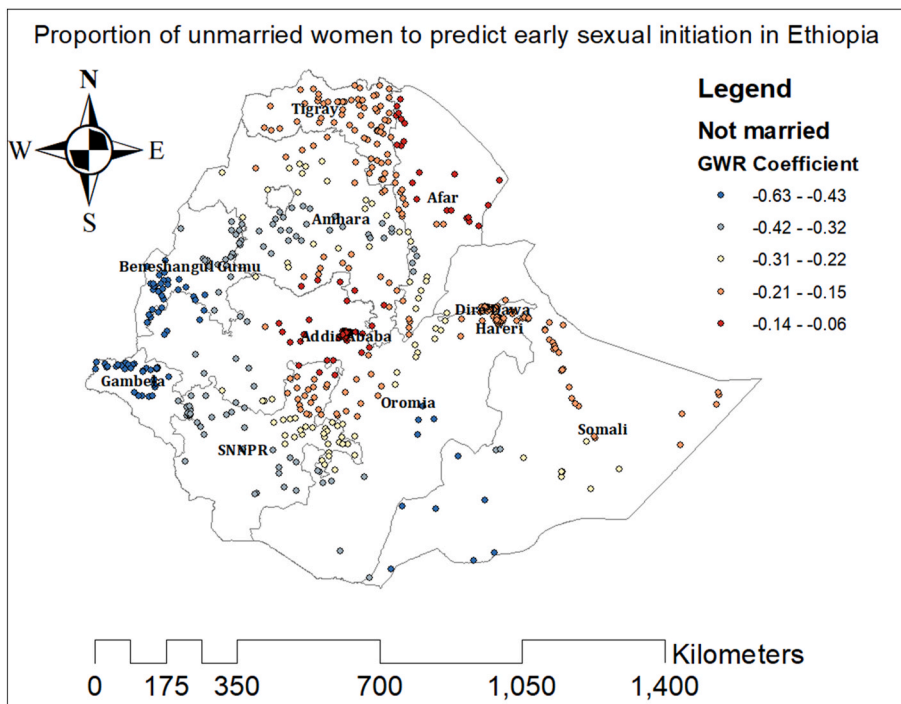 Proportion of unmarried women to predict early sexual initiation in Ethiopia
N
W E
S
Legend
Not married
GWR Coefficient
-0.63 - -0.43
-0.42 - -0.32
-0.31 - -0.22
-0.21 - -0.15
-0.14 - -0.06
Tigray
Afar
Amhara
Beneshangul Gumu
Dire Dawa
Hareri
Addis Ababa
Gambela
Oromia
Somali
SNNPR
Kilometers
0 175 350 700 1,050 1,400